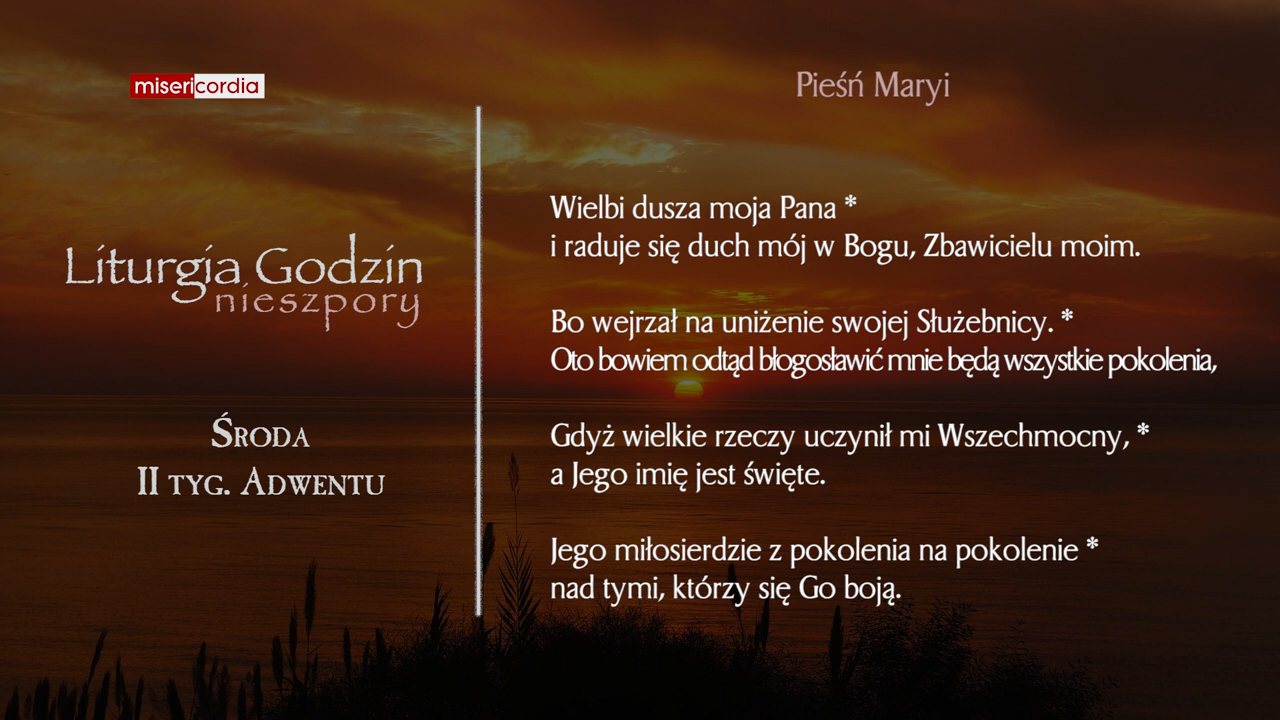 misericordia
Liturgia Godzin
nieszpory
Środa
II tyg. Adwentu
Pieśń Maryi
Wielbi dusza moja Pana *
i raduje się duch mój w Bogu, Zbawicielu moim.
Bo wejrzał na uniżenie swojej Służebnicy. *
Oto bowiem odtąd błogosławić mnie będą wszystkie pokolenia,
Gdyż wielkie rzeczy uczynił mi Wszechmocny, *
a Jego imię jest święte.
Jego miłosierdzie z pokolenia na pokolenie *
nad tymi, którzy się Go boją.